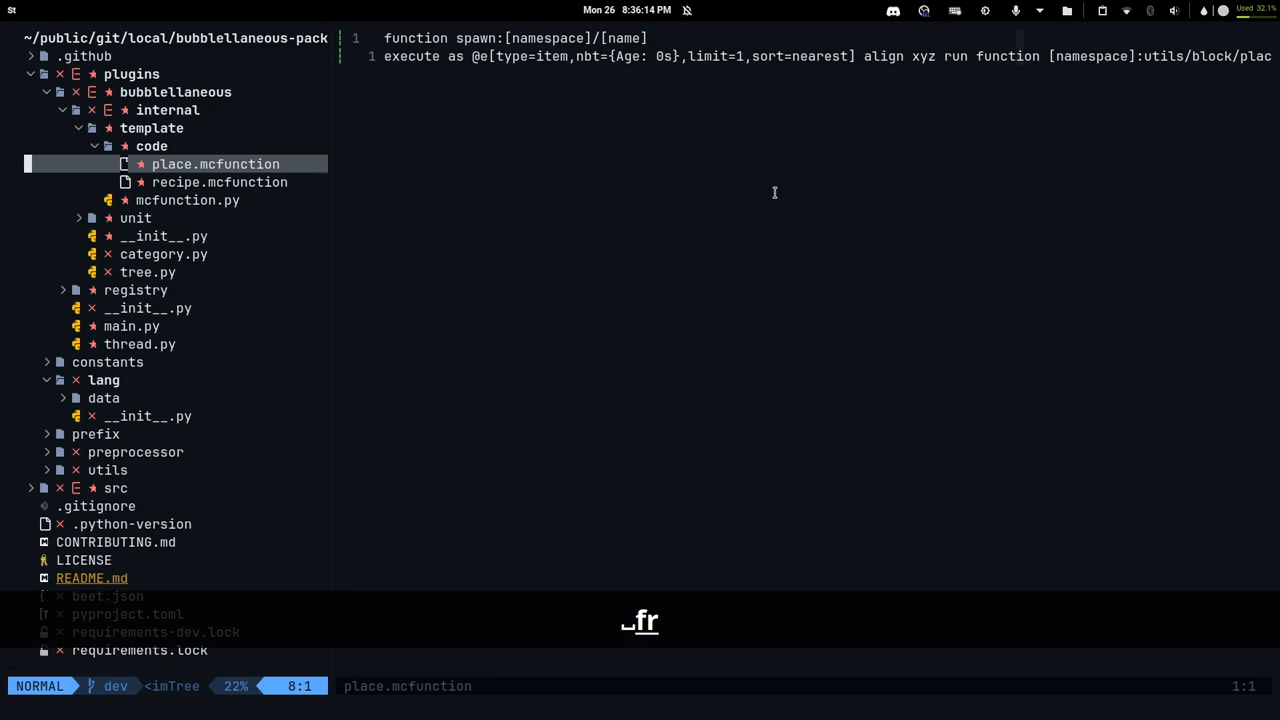 St
Mon 26 8:36:14 PM
Used 32.1%
~/public/git/local/bubblellaneous-pack
.github
plugins
bubblellaneous
internal
template
code
place.mcfunction
recipe.mcfunction
mcfunction.py
unit
__init__.py
category.py
tree.py
registry
__init__.py
main.py
thread.py
constants
lang
data
__init__.py
prefix
preprocessor
utils
src
.gitignore
.python-version
CONTRIBUTING.md
LICENSE
README.md
beet.json
pyproject.toml
requirements-dev.lock
requirements.lock
1 function spawn:[namespace]/[name]
1 execute as @e[type=item,nbt={Age: 0s},limit=1,sort=nearest] align xyz run function [namespace]:utils/block/plac
␣fr
NORMAL dev <imTree 22% 8:1
place.mcfunction 1:1